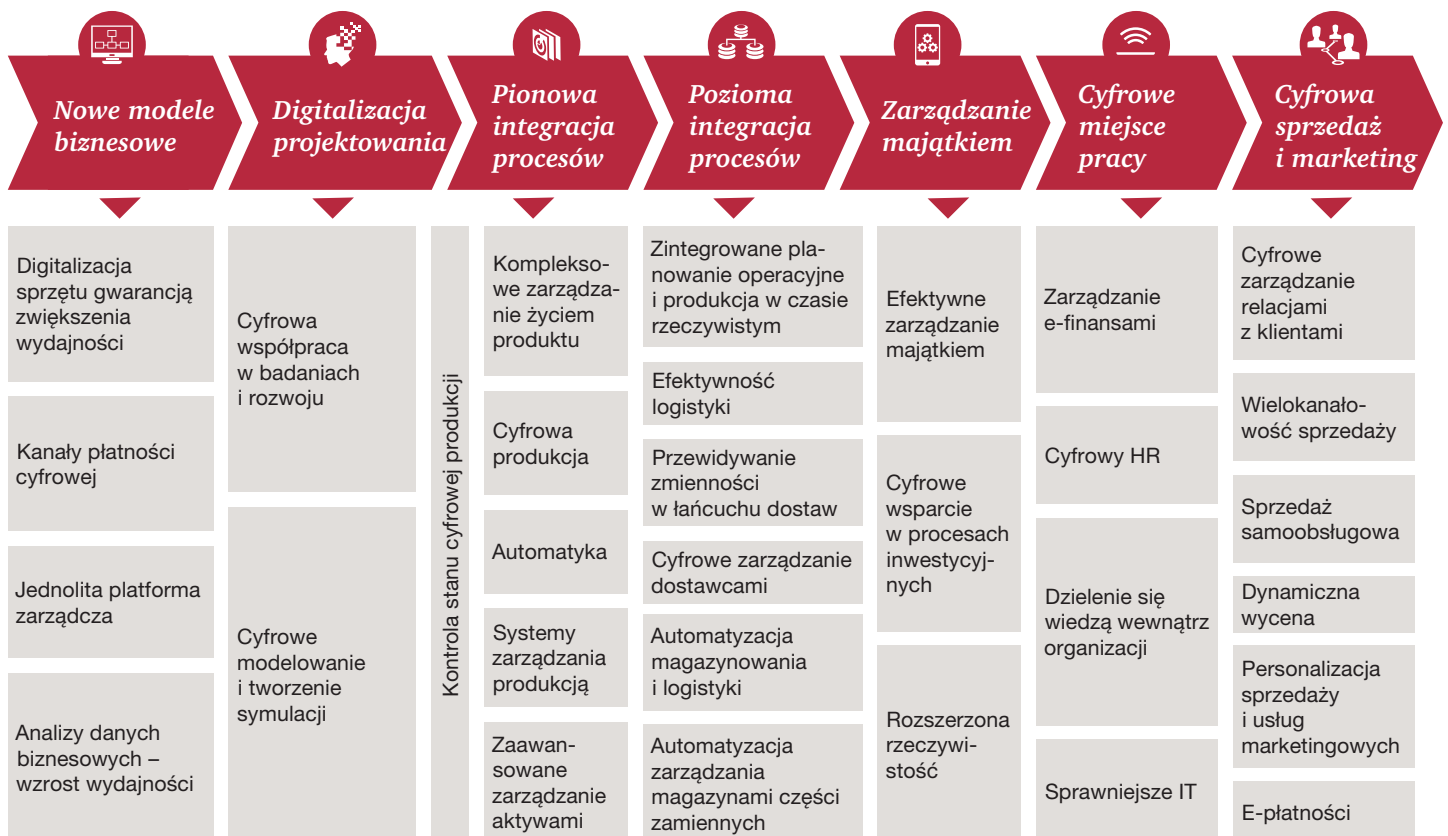 Nowe modele
biznesowe
Digitalizacja
projektowania
Pionowa
integracja
procesów
Pozioma
integracja
procesów
Zarządzanie
majątkiem
Cyfrowe
miejsce
pracy
Cyfrowa
sprzedaż
i marketing
Digitalizacja
sprzętu gwarancją
zwiększenia
wydajności
Kanały płatności
cyfrowej
Jednolita platforma
zarządcza
Analizy danych
biznesowych –
wzrost wydajności
Cyfrowa
współpraca
w badaniach
i rozwoju
Cyfrowe
modelowanie
i tworzenie
symulacji
Kontrola stanu cyfrowej produkcji
Komplekso-
we zarządza-
nie życiem
produktu
Cyfrowa
produkcja
Automatyka
Systemy
zarządzania
produkcją
Zaawan-
sowane
zarządzanie
aktywami
Zintegrowane pla-
nowanie operacyjne
i produkcja w czasie
rzeczywistym
Efektywność
logistyki
Przewidywanie
zmienności
w łańcuchu dostaw
Cyfrowe zarządzanie
dostawcami
Automatyzacja
magazynowania
i logistyki
Automatyzacja
zarządzania
magazynami części
zamiennych
Efektywne
zarządzanie
majątkiem
Cyfrowe
wsparcie
w procesach
inwestycyj-
nych
Rozszerzona
rzeczywi-
stość
Zarządzanie
e-finansami
Cyfrowy HR
Dzielenie się
wiedzą wewnątrz
organizacji
Sprawniejsze IT
Cyfrowe
zarządzanie
relacjami
z klientami
Wielokanało-
wość sprzedaży
Sprzedaż
samoobsługowa
Dynamiczna
wycena
Personalizacja
sprzedaży
i usług
marketingowych
E-płatności